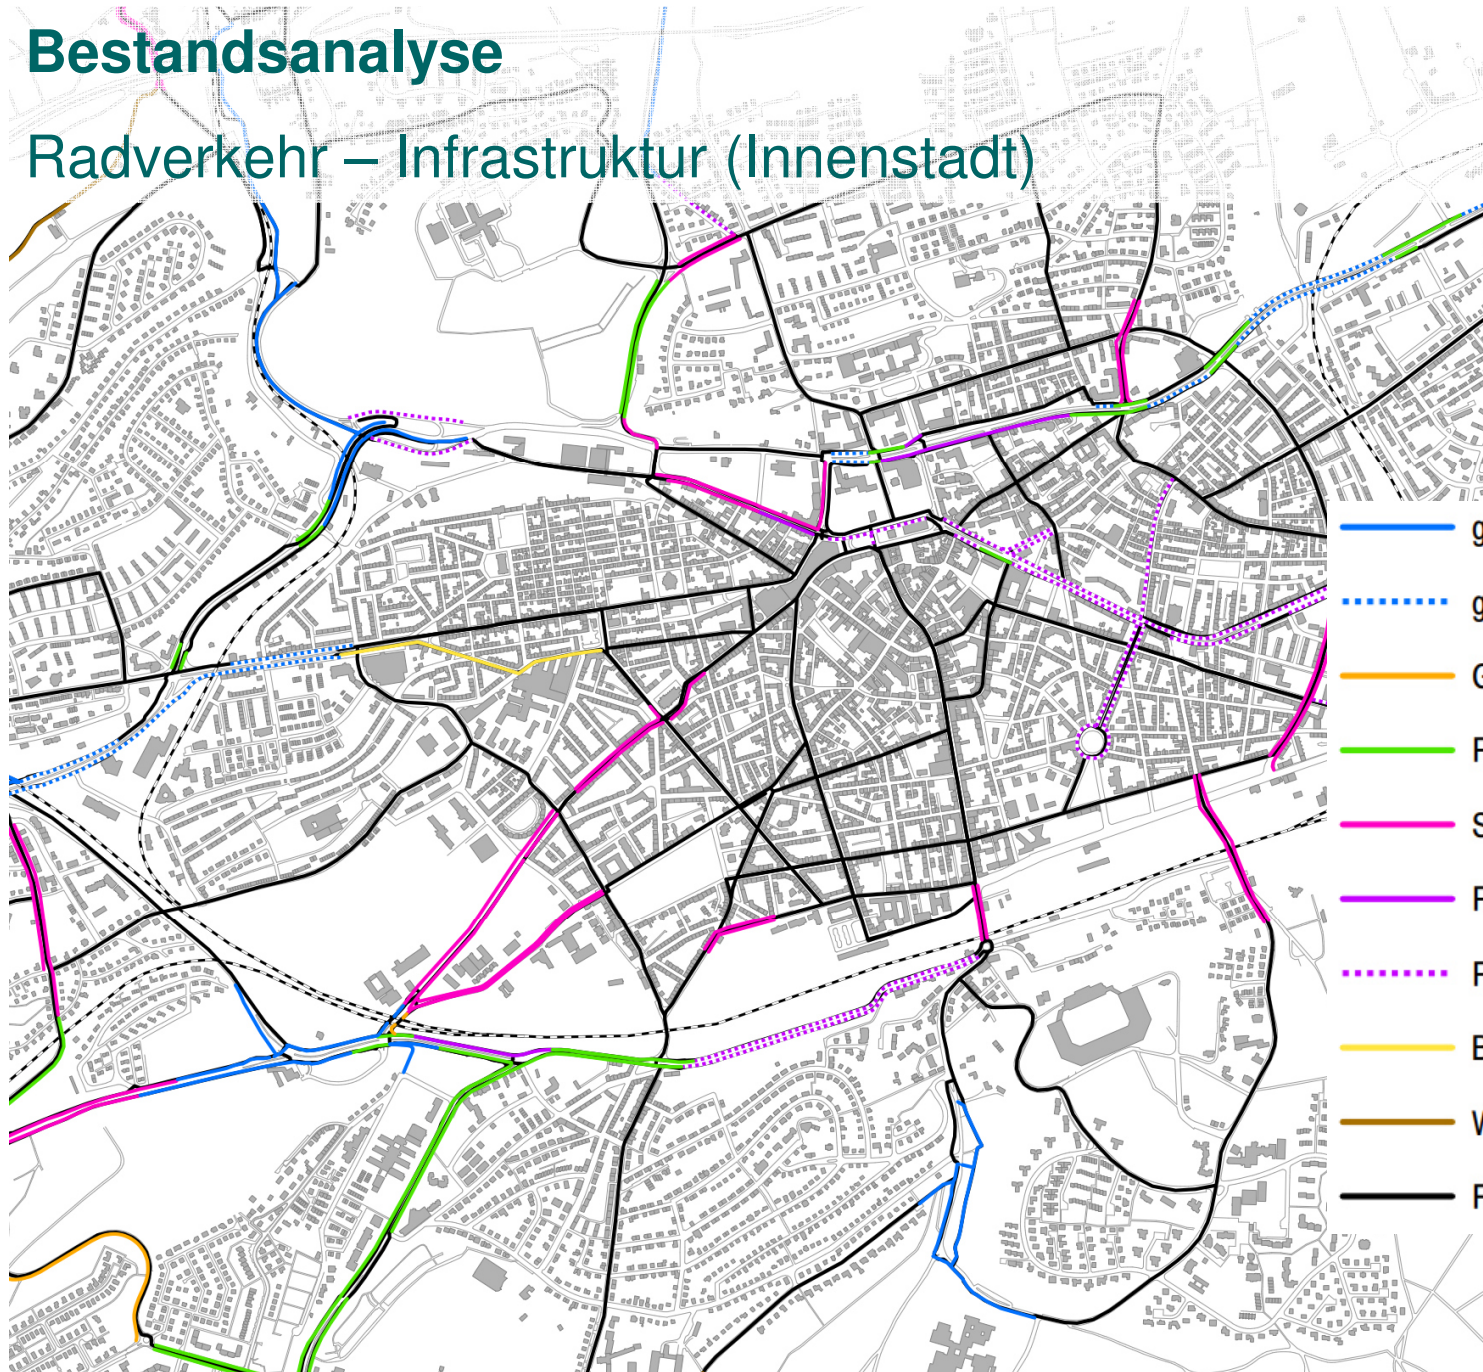 Bestandsanalyse
Radverkehr – Infrastruktur (Innenstadt)
g
g
G
F
S
F
F
E
W
F